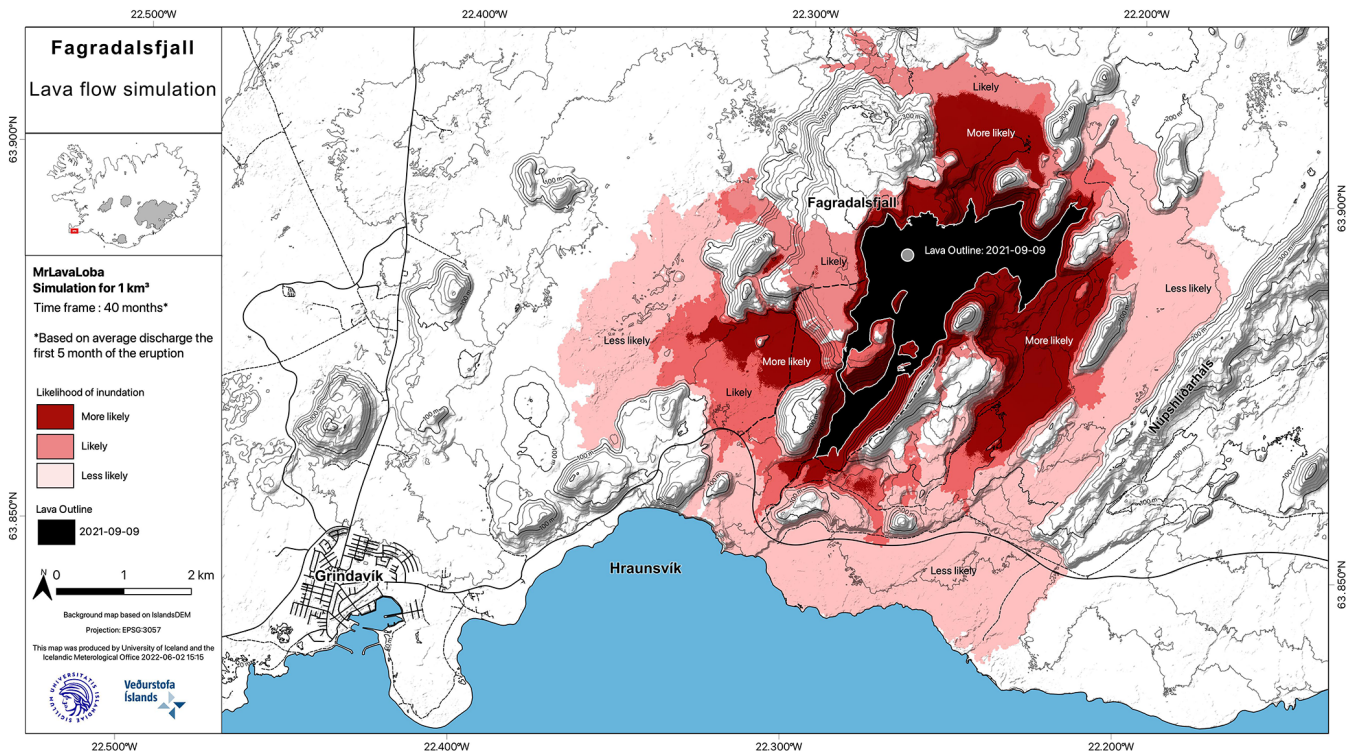 22.500°W
22.400°W
22.300°W
22.200°W
Fagradalsfjall
Lava flow simulation
63.900°N
63.900°N
MrLavaLoba
Simulation for 1 km³
Time frame : 40 months*
*Based on average discharge the
first 5 month of the eruption
Likelihood of inundation
More likely
Likely
Less likely
Lava Outline
2021-09-09
63.850°N
63.850°N
N
0 1 2 km
Background map based on IslandsDEM
Projection: EPSG:3057
This map was produced by University of Iceland and the
Icelandic Meterological Office 2022-06-02 15:15
UNIVERSITATIS ISLANDIAE SIGILLUM
Veðurstofa
Íslands
Likely
More likely
Fagradalsfjall
Lava Outline: 2021-09-09
Likely
Less likely
Less likely
More likely
More likely
Likely
Núpshlíðarháls
Hraunsvík
Less likely
Grindavík
100 m
200 m
22.500°W
22.400°W
22.300°W
22.200°W